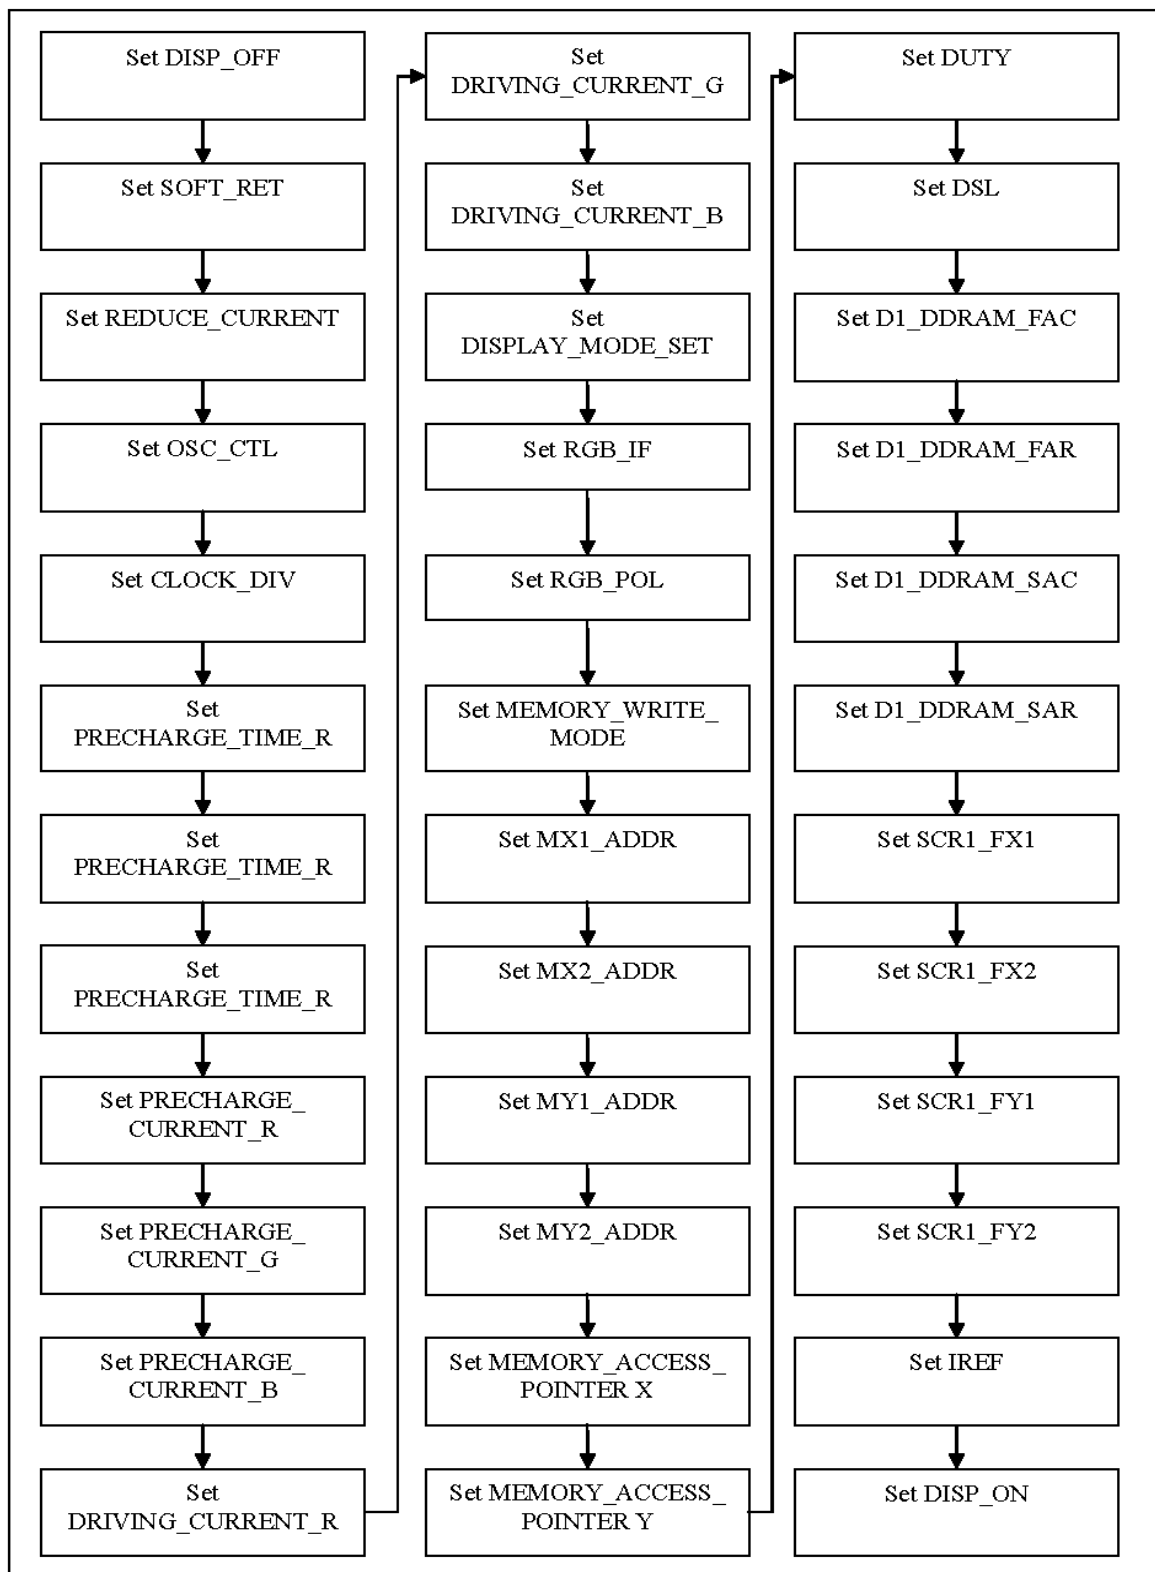 Set DISP_OFF
Set SOFT_RET
Set REDUCE_CURRENT
Set OSC_CTL
Set CLOCK_DIV
Set
PRECHARGE_TIME_R
Set
PRECHARGE_TIME_R
Set
PRECHARGE_TIME_R
Set PRECHARGE_
CURRENT_R
Set PRECHARGE_
CURRENT_G
Set PRECHARGE_
CURRENT_B
Set
DRIVING_CURRENT_R
Set
DRIVING_CURRENT_G
Set
DRIVING_CURRENT_B
Set
DISPLAY_MODE_SET
Set RGB_IF
Set RGB_POL
Set MEMORY_WRITE_
MODE
Set MX1_ADDR
Set MX2_ADDR
Set MY1_ADDR
Set MY2_ADDR
Set MEMORY_ACCESS_
POINTER X
Set MEMORY_ACCESS_
POINTER Y
Set DUTY
Set DSL
Set D1_DDRAM_FAC
Set D1_DDRAM_FAR
Set D1_DDRAM_SAC
Set D1_DDRAM_SAR
Set SCR1_FX1
Set SCR1_FX2
Set SCR1_FY1
Set SCR1_FY2
Set IREF
Set DISP_ON